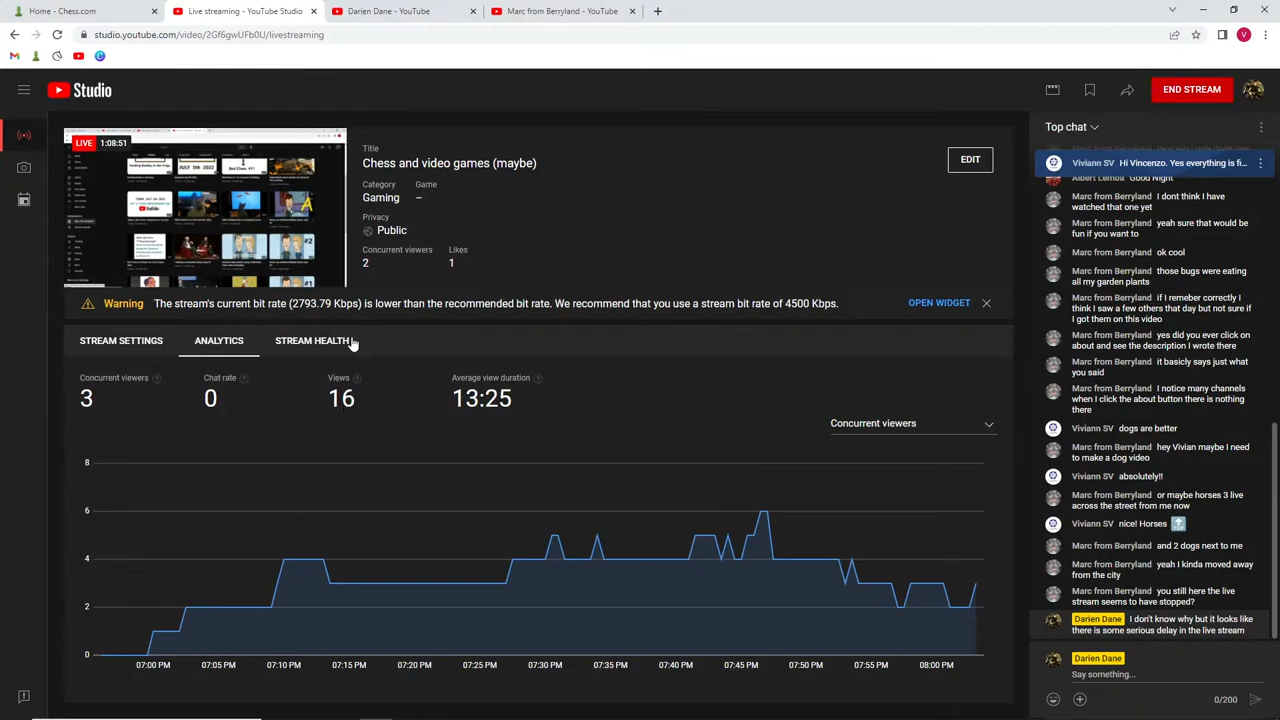 Home - Chess.com
Live streaming - YouTube Studio
Darien Dane - YouTube
Marc from Berryland - YouTube
studio.youtube.com/video/2Gf6gwUFb0U/livestreaming
V
Studio
END STREAM
LIVE 1:08:51
JULY 5TH 2022
#2
#1
Title
Chess and video games (maybe)
EDIT
Category Game
Gaming
Privacy
Public
Concurrent viewers Likes
2 1
Warning The stream's current bit rate (2793.79 Kbps) is lower than the recommended bit rate. We recommend that you use a stream bit rate of 4500 Kbps.
OPEN WIDGET
STREAM SETTINGS ANALYTICS STREAM HEALTH
Concurrent viewers Chat rate Views Average view duration
3 0 16 13:25
Concurrent viewers
8
6
4
2
0
07:00 PM 07:05 PM 07:10 PM 07:15 PM 07:20 PM 07:25 PM 07:30 PM 07:35 PM 07:40 PM 07:45 PM 07:50 PM 07:55 PM 08:00 PM
Top chat
Viviann SV Hi Vincenzo. Yes everything is fi...
Albert Lemba Good Night
Marc from Berryland I dont think I have
watched that one yet
Marc from Berryland yeah sure that would be
fun if you want to
Marc from Berryland ok cool
Marc from Berryland those bugs were eating
all my garden plants
Marc from Berryland if I remeber correctly I
think I saw a few others that day but not sure if
I got them on this video
Marc from Berryland yes did you ever click on
about and see the description I wrote there
Marc from Berryland it basicly says just what
you said
Marc from Berryland I notice many channels
when I click the about button there is nothing
there
Viviann SV dogs are better
Marc from Berryland hey Vivian maybe I need
to make a dog video
Viviann SV absolutely!!
Marc from Berryland or maybe horses 3 live
across the street from me now
Viviann SV nice! Horses
Marc from Berryland and 2 dogs next to me
Marc from Berryland yeah I kinda moved away
from the city
Marc from Berryland you still here the live
stream seems to have stopped?
Darien Dane I don't know why but it looks like
there is some serious delay in the live stream
Darien Dane
Say something...
0/200